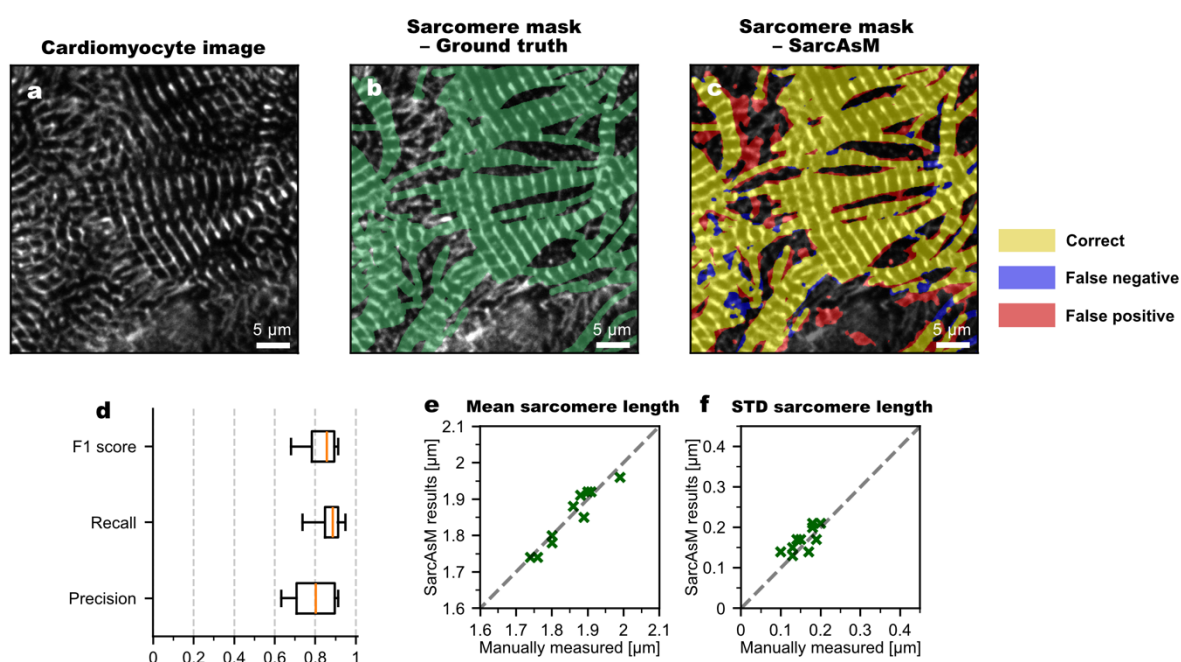 Cardiomyocyte image
Sarcomere mask
– Ground truth
Sarcomere mask
– SarcAsM
a
b
c
5 µm
5 µm
5 µm
Correct
False negative
False positive
d
F1 score
Recall
Precision
0 0.2 0.4 0.6 0.8 1
e Mean sarcomere length
SarcAsM results [µm]
2.1
2
1.9
1.8
1.7
1.6
1.6 1.7 1.8 1.9 2 2.1
Manually measured [µm]
f STD sarcomere length
SarcAsM results [µm]
0.4
0.3
0.2
0.1
0
0 0.1 0.2 0.3 0.4
Manually measured [µm]